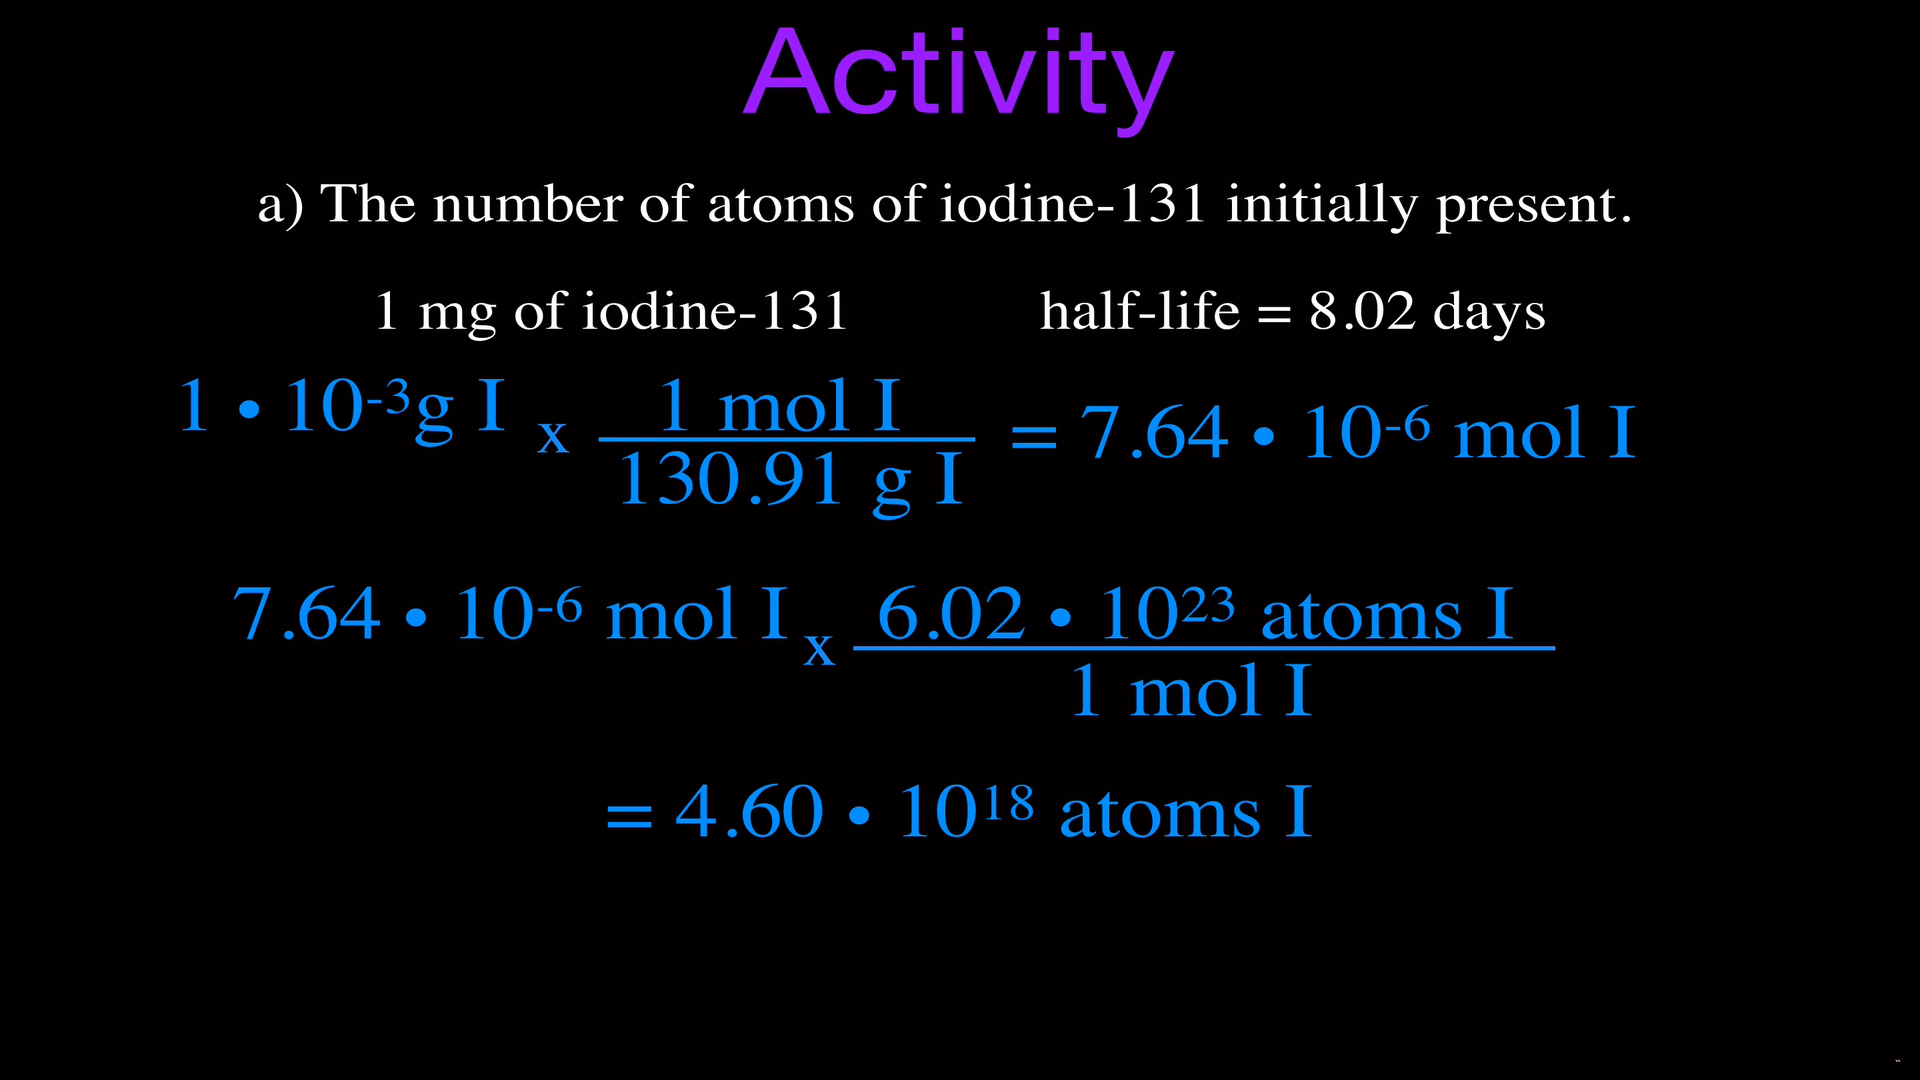 Activity
a) The number of atoms of iodine-131 initially present.
1 mg of iodine-131 half-life = 8.02 days
1 • 10⁻³g I x 1 mol I = 7.64 • 10⁻⁶ mol I
130.91 g I
7.64 • 10⁻⁶ mol I x 6.02 • 10²³ atoms I
1 mol I
= 4.60 • 10¹⁸ atoms I